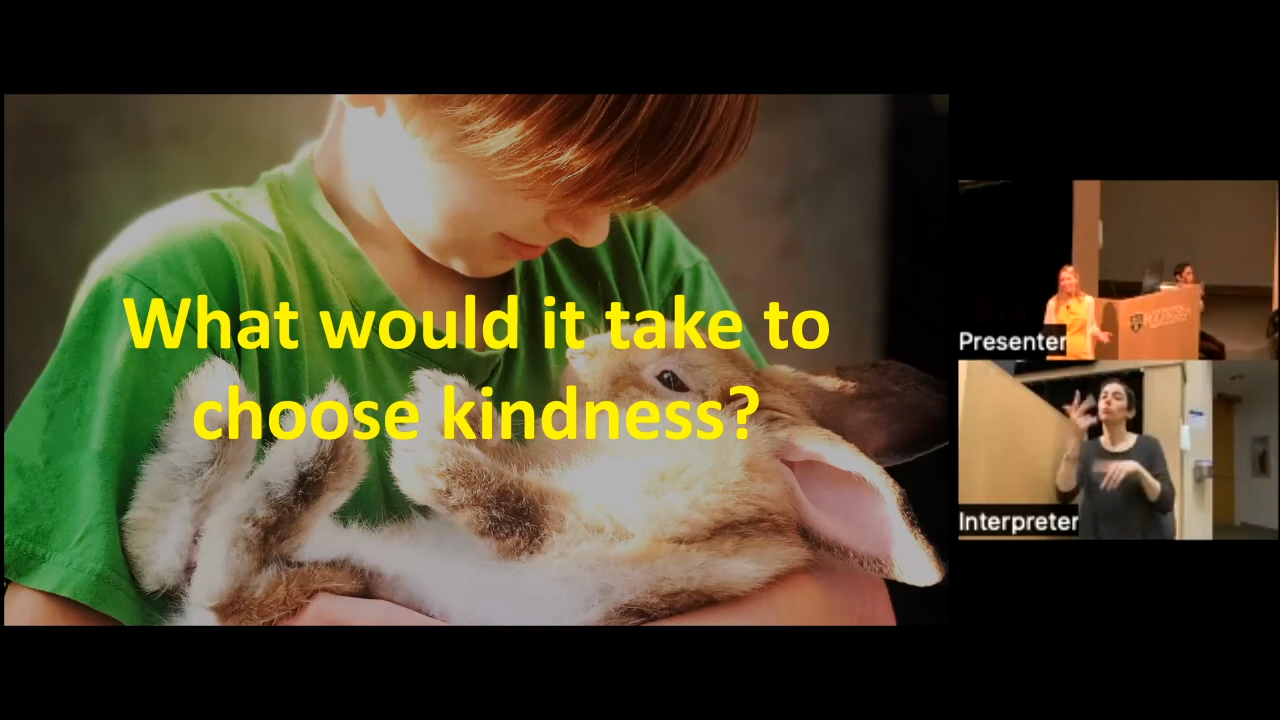 What would it take to
choose kindness?
Presenter
Interpreter